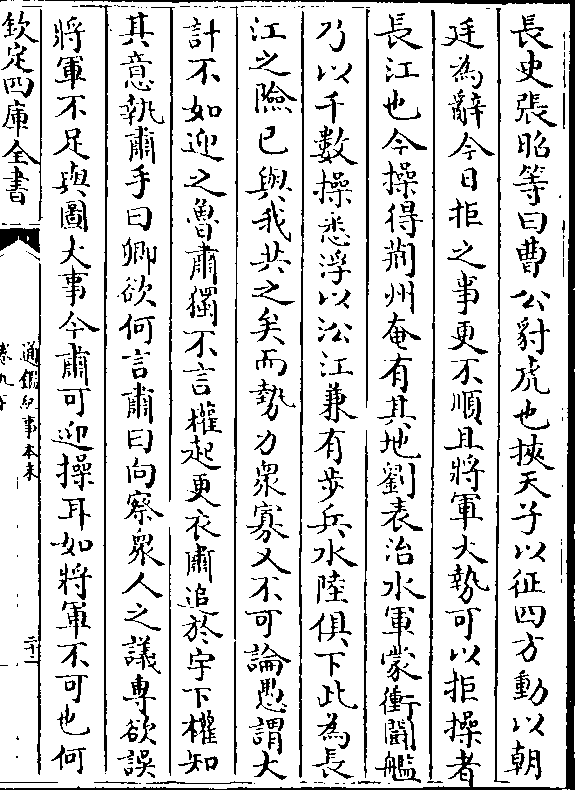 長史張昭等曰曹公豺虎也挾天子以征四方動以朝
廷為辭今日拒之事更不順且將軍大勢可以拒操者
長江也今操得荆州奄有其地劉表治水軍蒙衝鬬艦
乃以千數操悉浮以沿江兼有步兵水陸俱下此為長
江之險已與我共之矣而勢力衆寡又不可論愚謂大
計不如迎之魯肅獨不言權起更衣肅追於宇下權知
其意執肅手曰卿欲何言肅曰向察衆人之議專欲誤
將軍不足與圖大事今肅可迎操耳如將軍不可也何
欽定四庫全書
通鑑紀事本末
卷九下
二十二